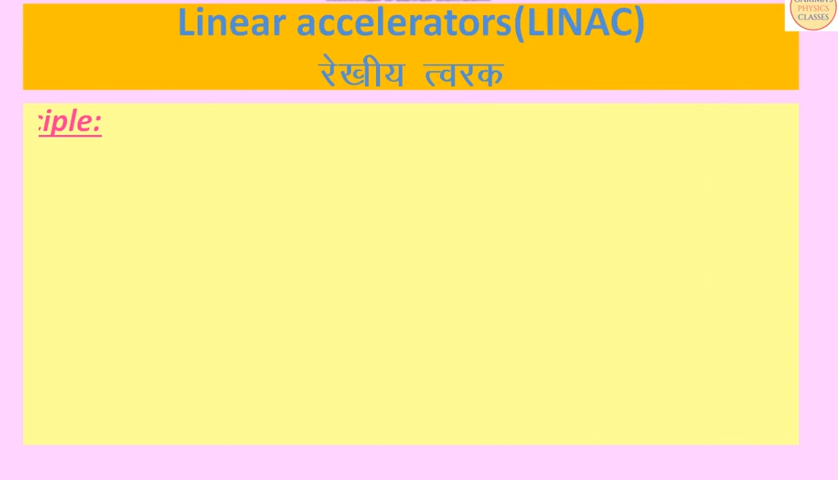 Linear accelerators(LINAC)
रेखीय त्वरक
PHYSICS
CLASSES
iple: